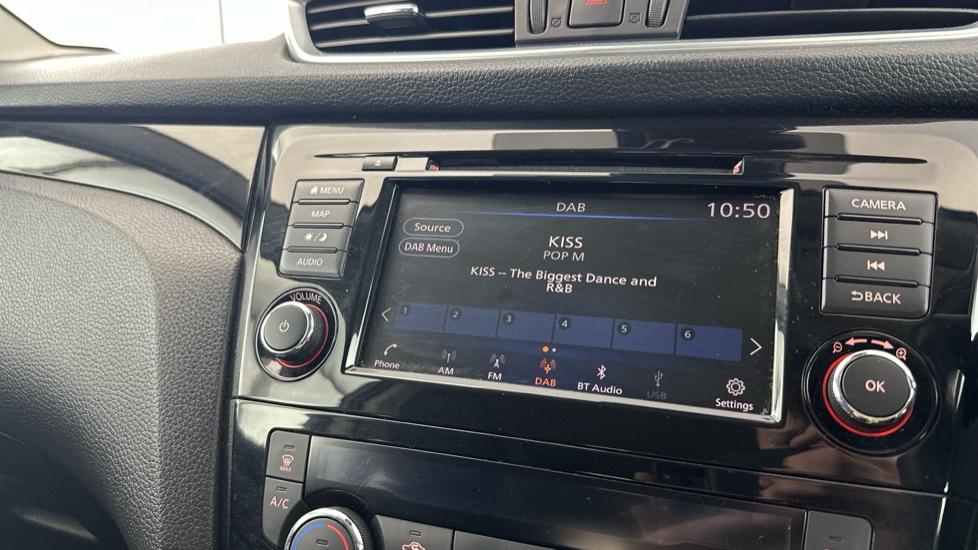 MENU
MAP
AUDIO
VOLUME
DAB
10:50
Source
DAB Menu
KISS
POP M
KISS -- The Biggest Dance and
R&B
1 2 3 4 5 6
Phone AM FM DAB BT Audio USB Settings
CAMERA
BACK
OK
MAX
A/C